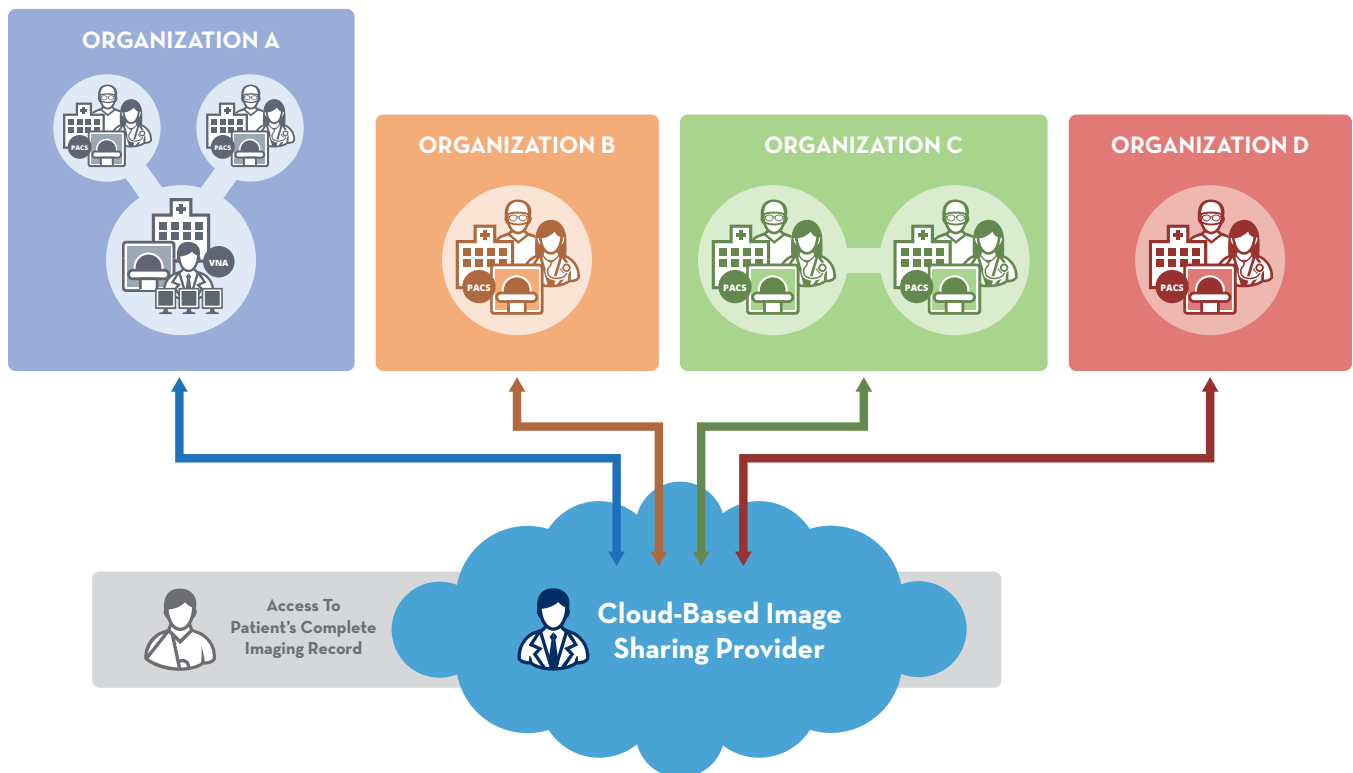 ORGANIZATION A
PACS
PACS
VNA
ORGANIZATION B
PACS
ORGANIZATION C
PACS
PACS
ORGANIZATION D
PACS
Access To
Patient's Complete
Imaging Record
Cloud-Based Image
Sharing Provider